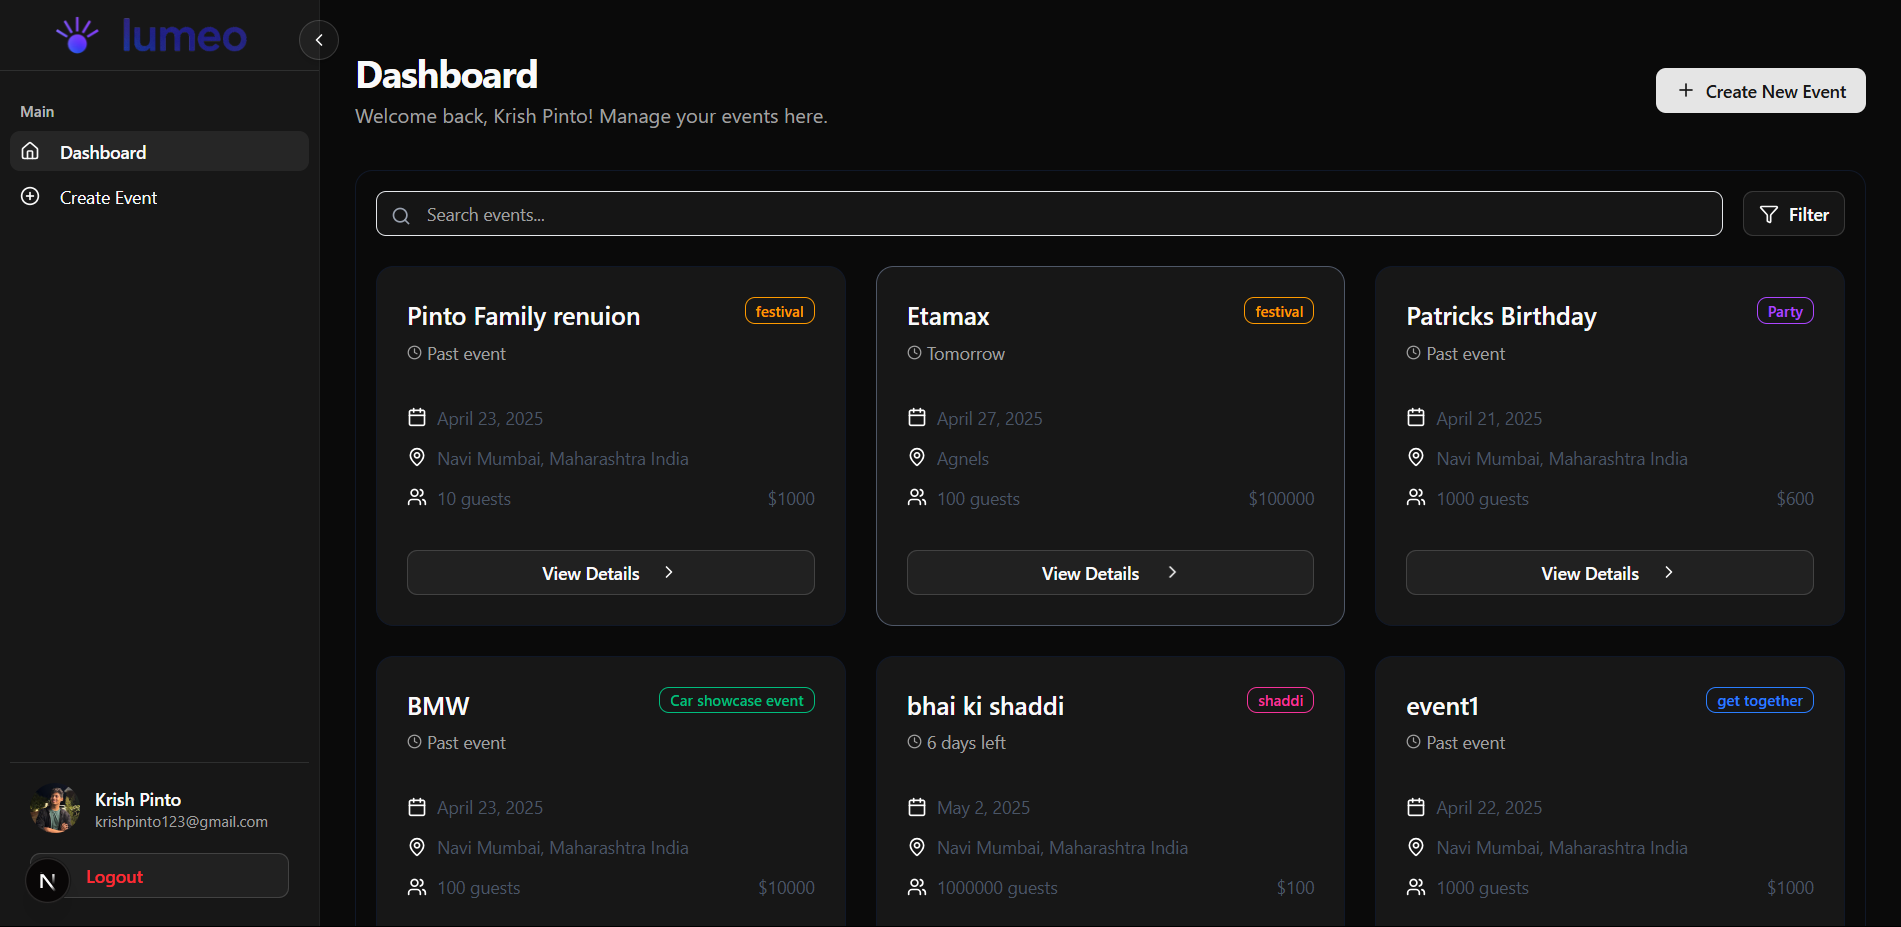 lumeo
Main
Dashboard
Create Event
Krish Pinto
krishpinto123@gmail.com
N
Logout
Dashboard
Welcome back, Krish Pinto! Manage your events here.
Create New Event
Search events...
Filter
Pinto Family renuion
festival
Past event
April 23, 2025
Navi Mumbai, Maharashtra India
10 guests
$1000
View Details
Etamax
festival
Tomorrow
April 27, 2025
Agnels
100 guests
$100000
View Details
Patricks Birthday
Party
Past event
April 21, 2025
Navi Mumbai, Maharashtra India
1000 guests
$600
View Details
BMW
Car showcase event
Past event
April 23, 2025
Navi Mumbai, Maharashtra India
100 guests
$10000
bhai ki shaddi
shaddi
6 days left
May 2, 2025
Navi Mumbai, Maharashtra India
1000000 guests
$100
event1
get together
Past event
April 22, 2025
Navi Mumbai, Maharashtra India
1000 guests
$1000